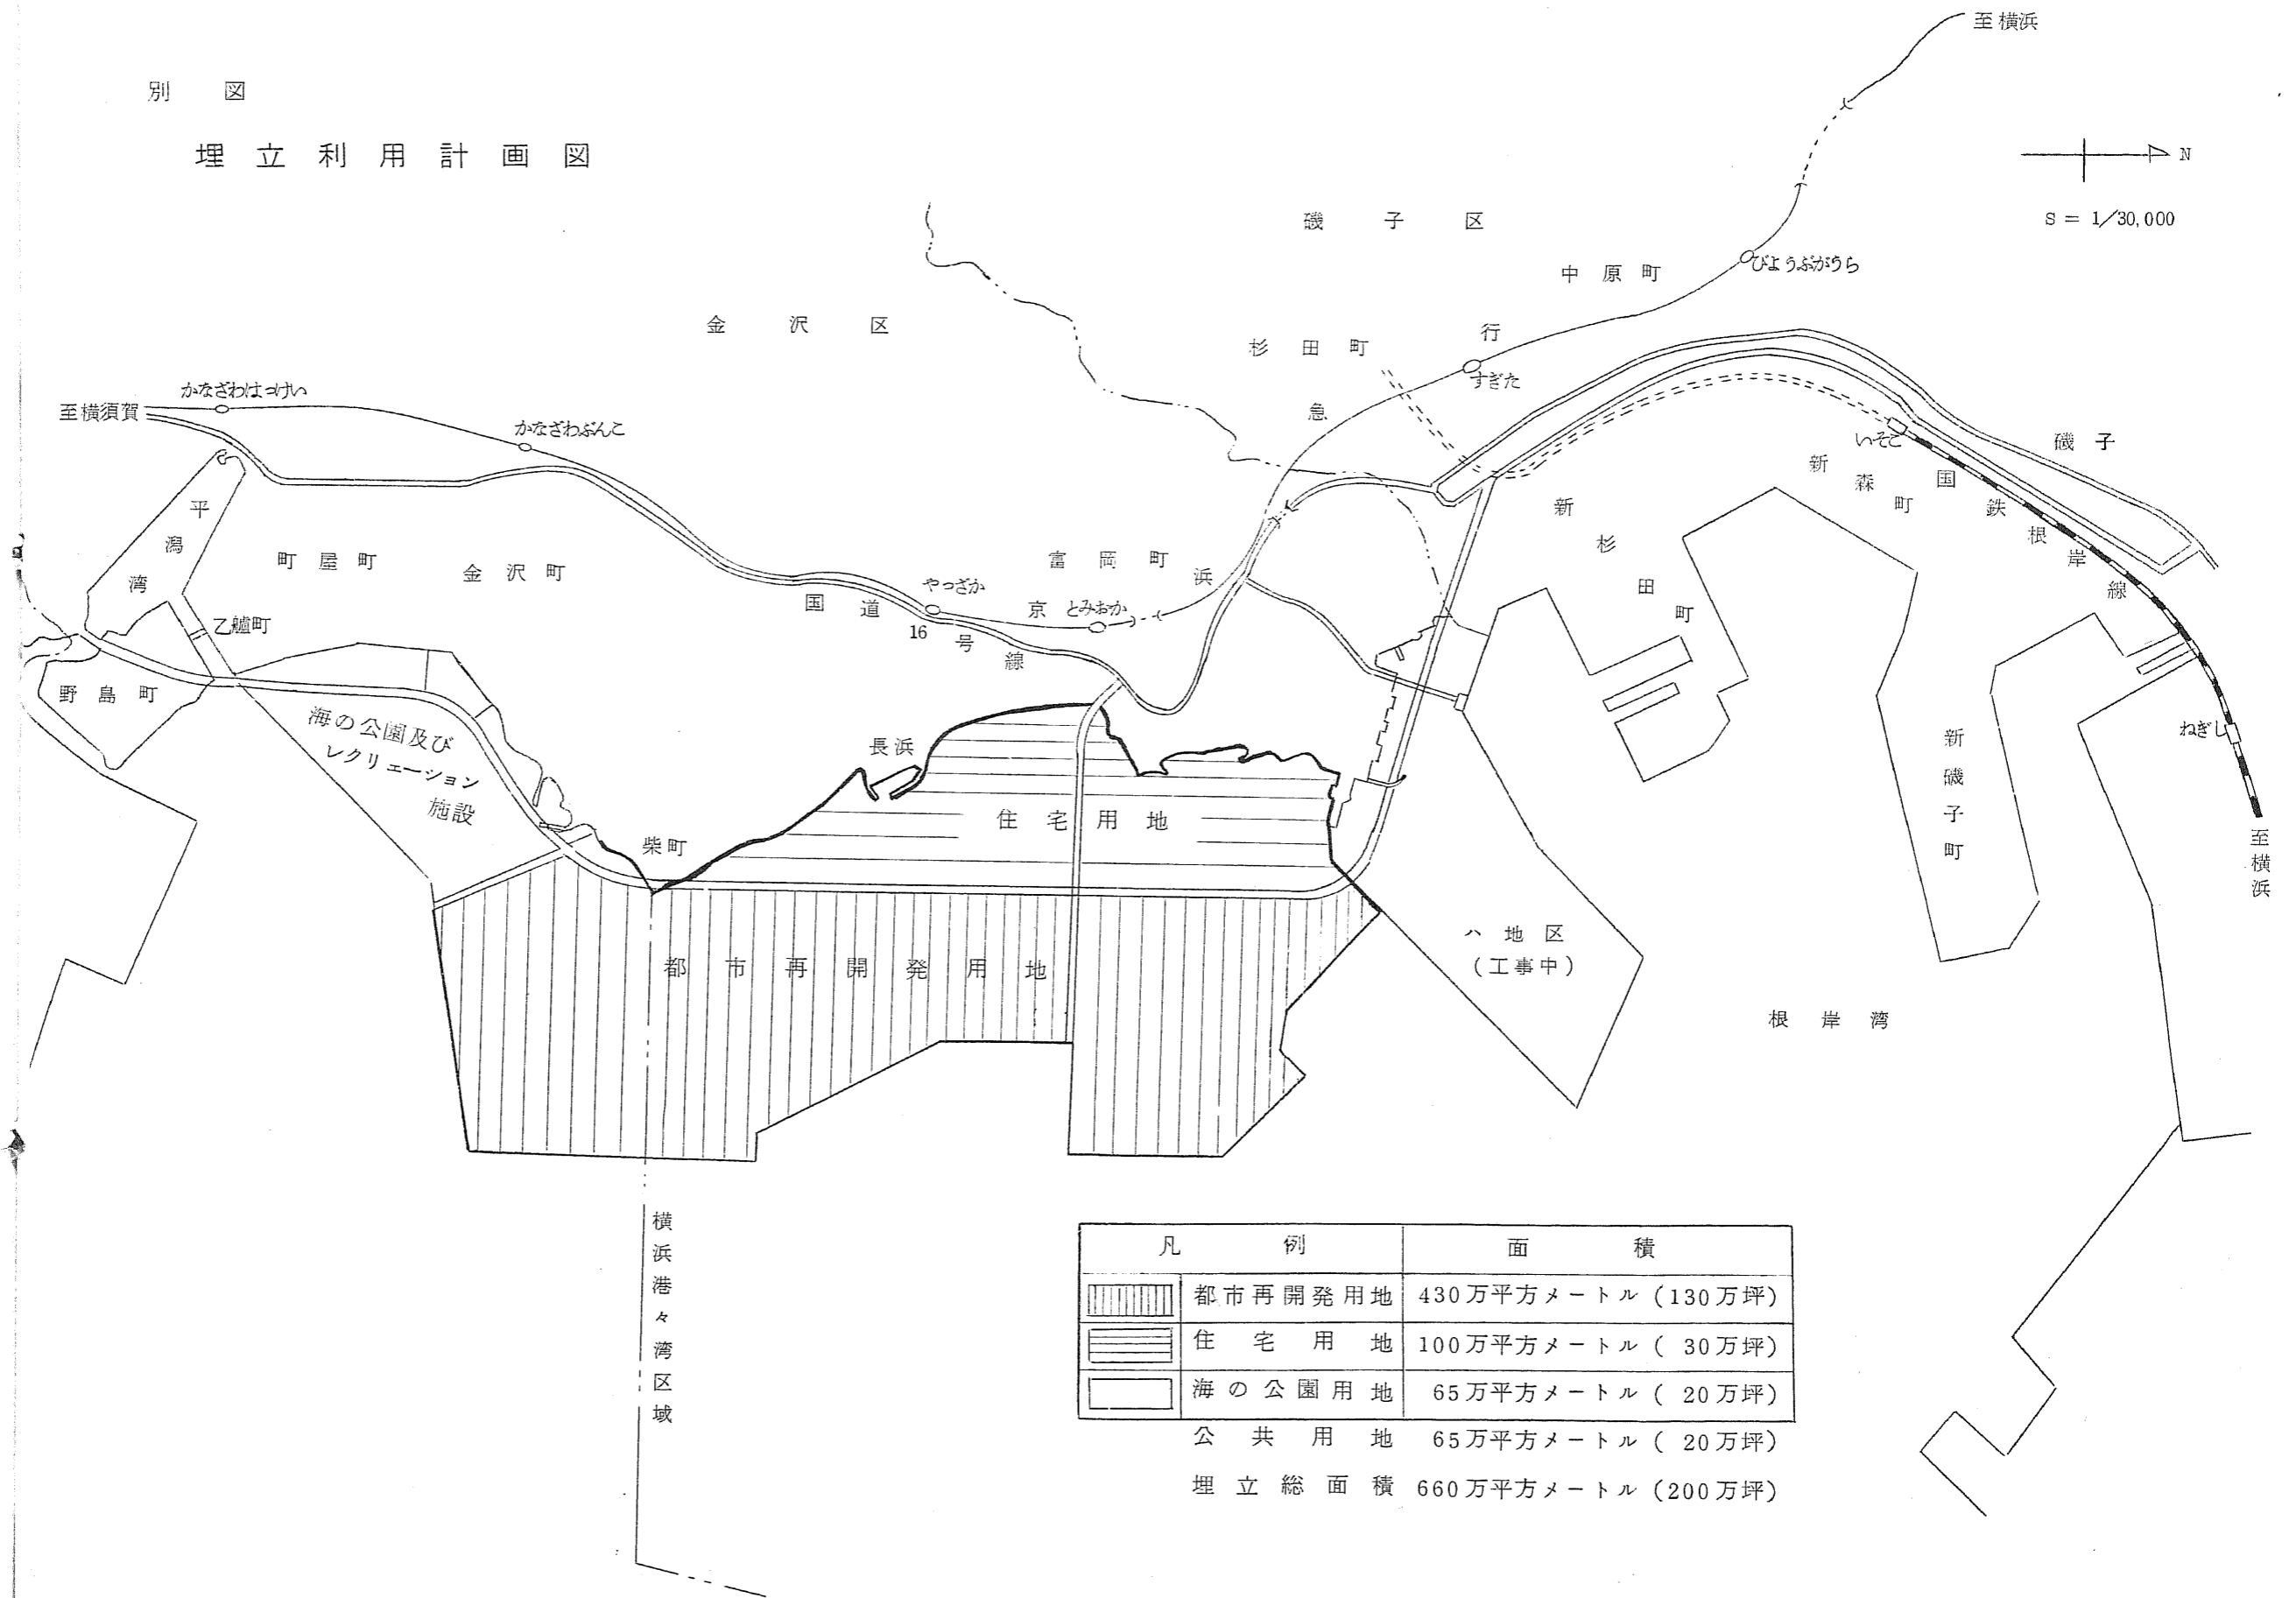 別図
埋立利用計画図
至横浜
N
S = 1/30,000
磯子区
中原町
びようぶがうら
金沢区
杉田町
行
すぎた
急
至横須賀
かなざわはっけい
かなざわぶんこ
いそご
磯子
新森町
国鉄根岸線
新杉田町
平潟湾
町屋町
金沢町
富岡町
浜
やつざか
京
とみおか
国道16号線
乙艫町
野島町
海の公園及び
レクリェーション
施設
長浜
住宅用地
柴町
新磯子町
ねぎし
至横浜
ハ地区
(工事中)
都市再開発用地
根岸湾
横浜港々湾区域
凡例 面積
都市再開発用地 430万平方メートル (130万坪)
住宅用地 100万平方メートル ( 30万坪)
海の公園用地 65万平方メートル ( 20万坪)
公共用地 65万平方メートル ( 20万坪)
埋立総面積 660万平方メートル (200万坪)